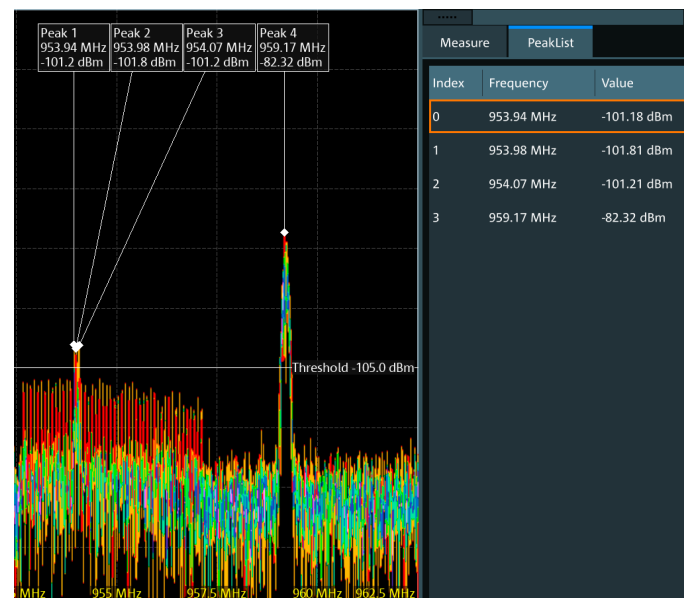 Peak 1
953.94 MHz
-101.2 dBm
Peak 2
953.98 MHz
-101.8 dBm
Peak 3
954.07 MHz
-101.2 dBm
Peak 4
959.17 MHz
-82.32 dBm
Threshold -105.0 dBm
MHz
955 MHz
957.5 MHz
960 MHz
962.5 MHz
Measure
PeakList
Index Frequency Value
0 953.94 MHz -101.18 dBm
1 953.98 MHz -101.81 dBm
2 954.07 MHz -101.21 dBm
3 959.17 MHz -82.32 dBm